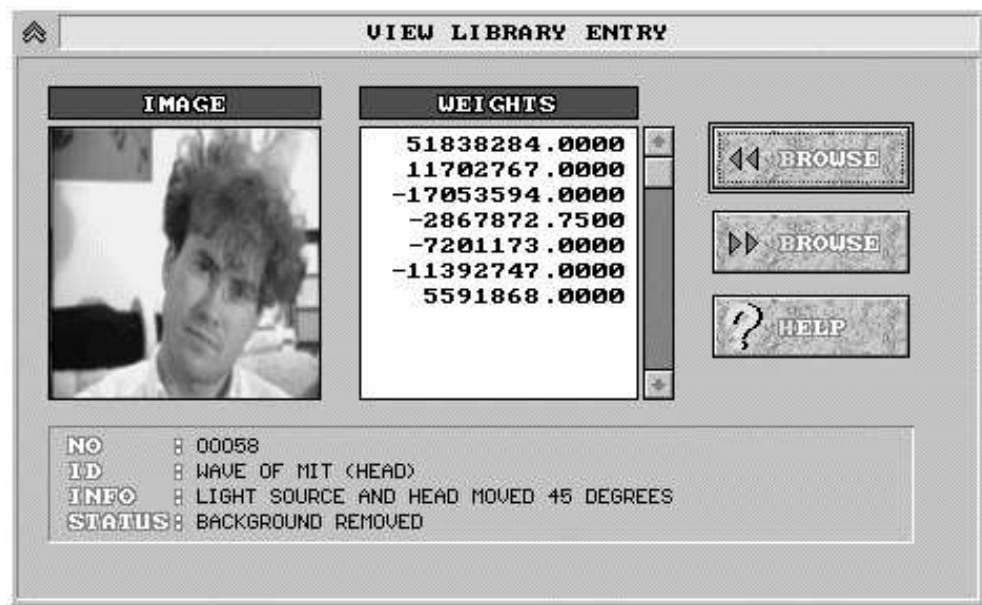 VIEW LIBRARY ENTRY
IMAGE
WEIGHTS
51838284.0000
11702767.0000
-17053594.0000
-2867872.7500
-7201173.0000
-11392747.0000
5591868.0000
BROWSE
BROWSE
? HELP
NO : 00058
ID : WAVE OF MIT (HEAD)
INFO : LIGHT SOURCE AND HEAD MOVED 45 DEGREES
STATUS: BACKGROUND REMOVED